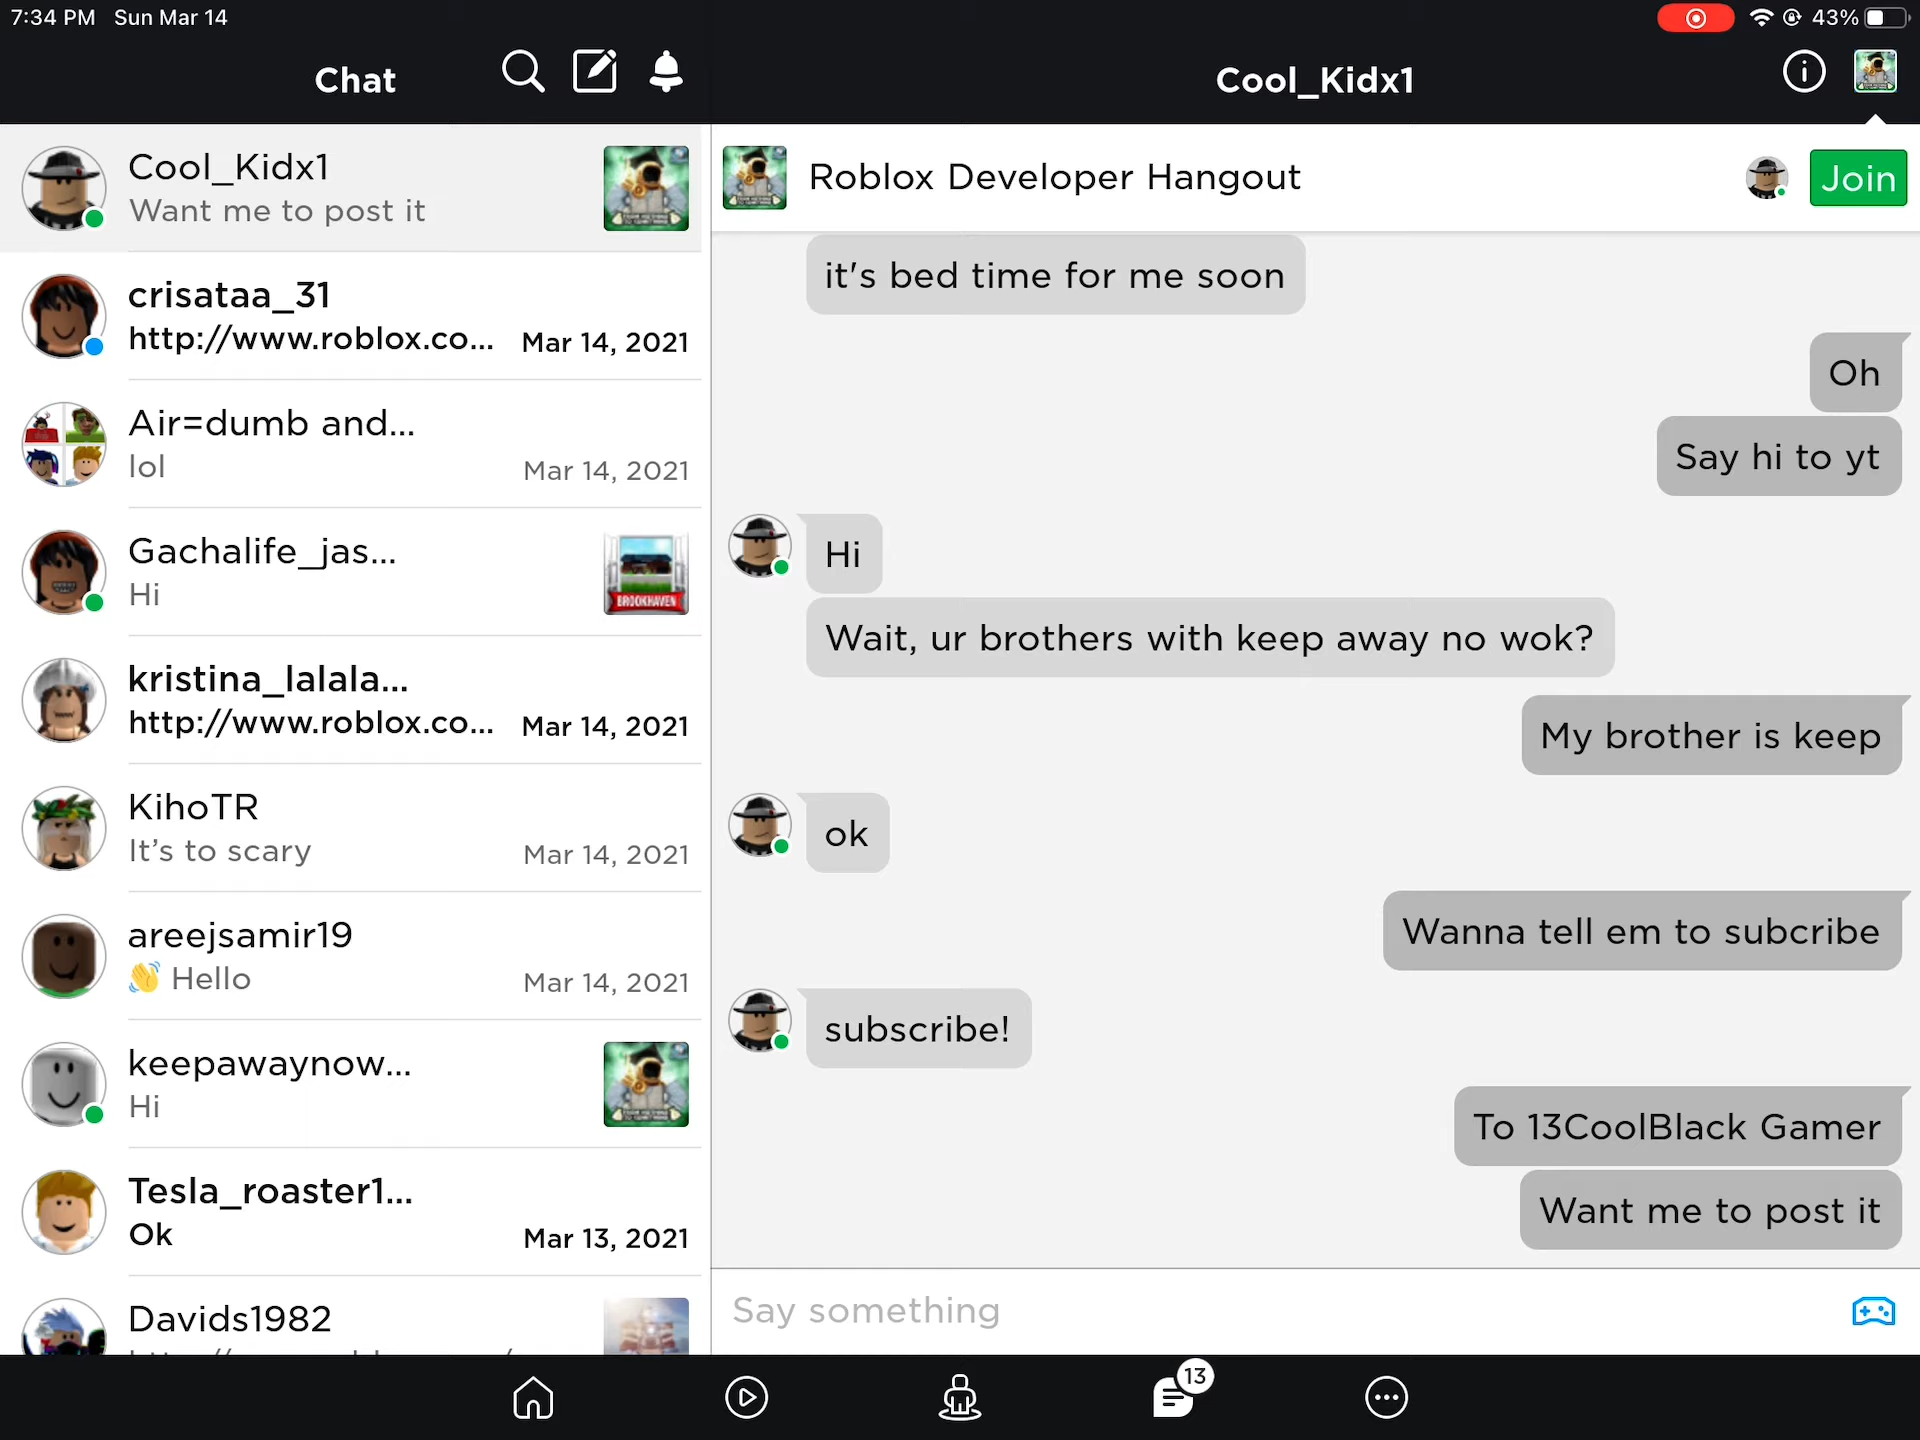 7:34 PM Sun Mar 14
43%
Chat
Cool_Kidx1
Cool_Kidx1
Want me to post it
crisataa_31
http://www.roblox.co...
Mar 14, 2021
Air=dumb and...
lol
Mar 14, 2021
Gachalife_jas...
Hi
BROOKHAVEN
kristina_lalala...
http://www.roblox.co...
Mar 14, 2021
KihoTR
It’s to scary
Mar 14, 2021
areejsamir19
👋 Hello
Mar 14, 2021
keepawaynow...
Hi
Tesla_roaster1...
Ok
Mar 13, 2021
Davids1982
Roblox Developer Hangout
Join
it's bed time for me soon
Oh
Say hi to yt
Hi
Wait, ur brothers with keep away no wok?
My brother is keep
ok
Wanna tell em to subcribe
subscribe!
To 13CoolBlack Gamer
Want me to post it
Say something
13